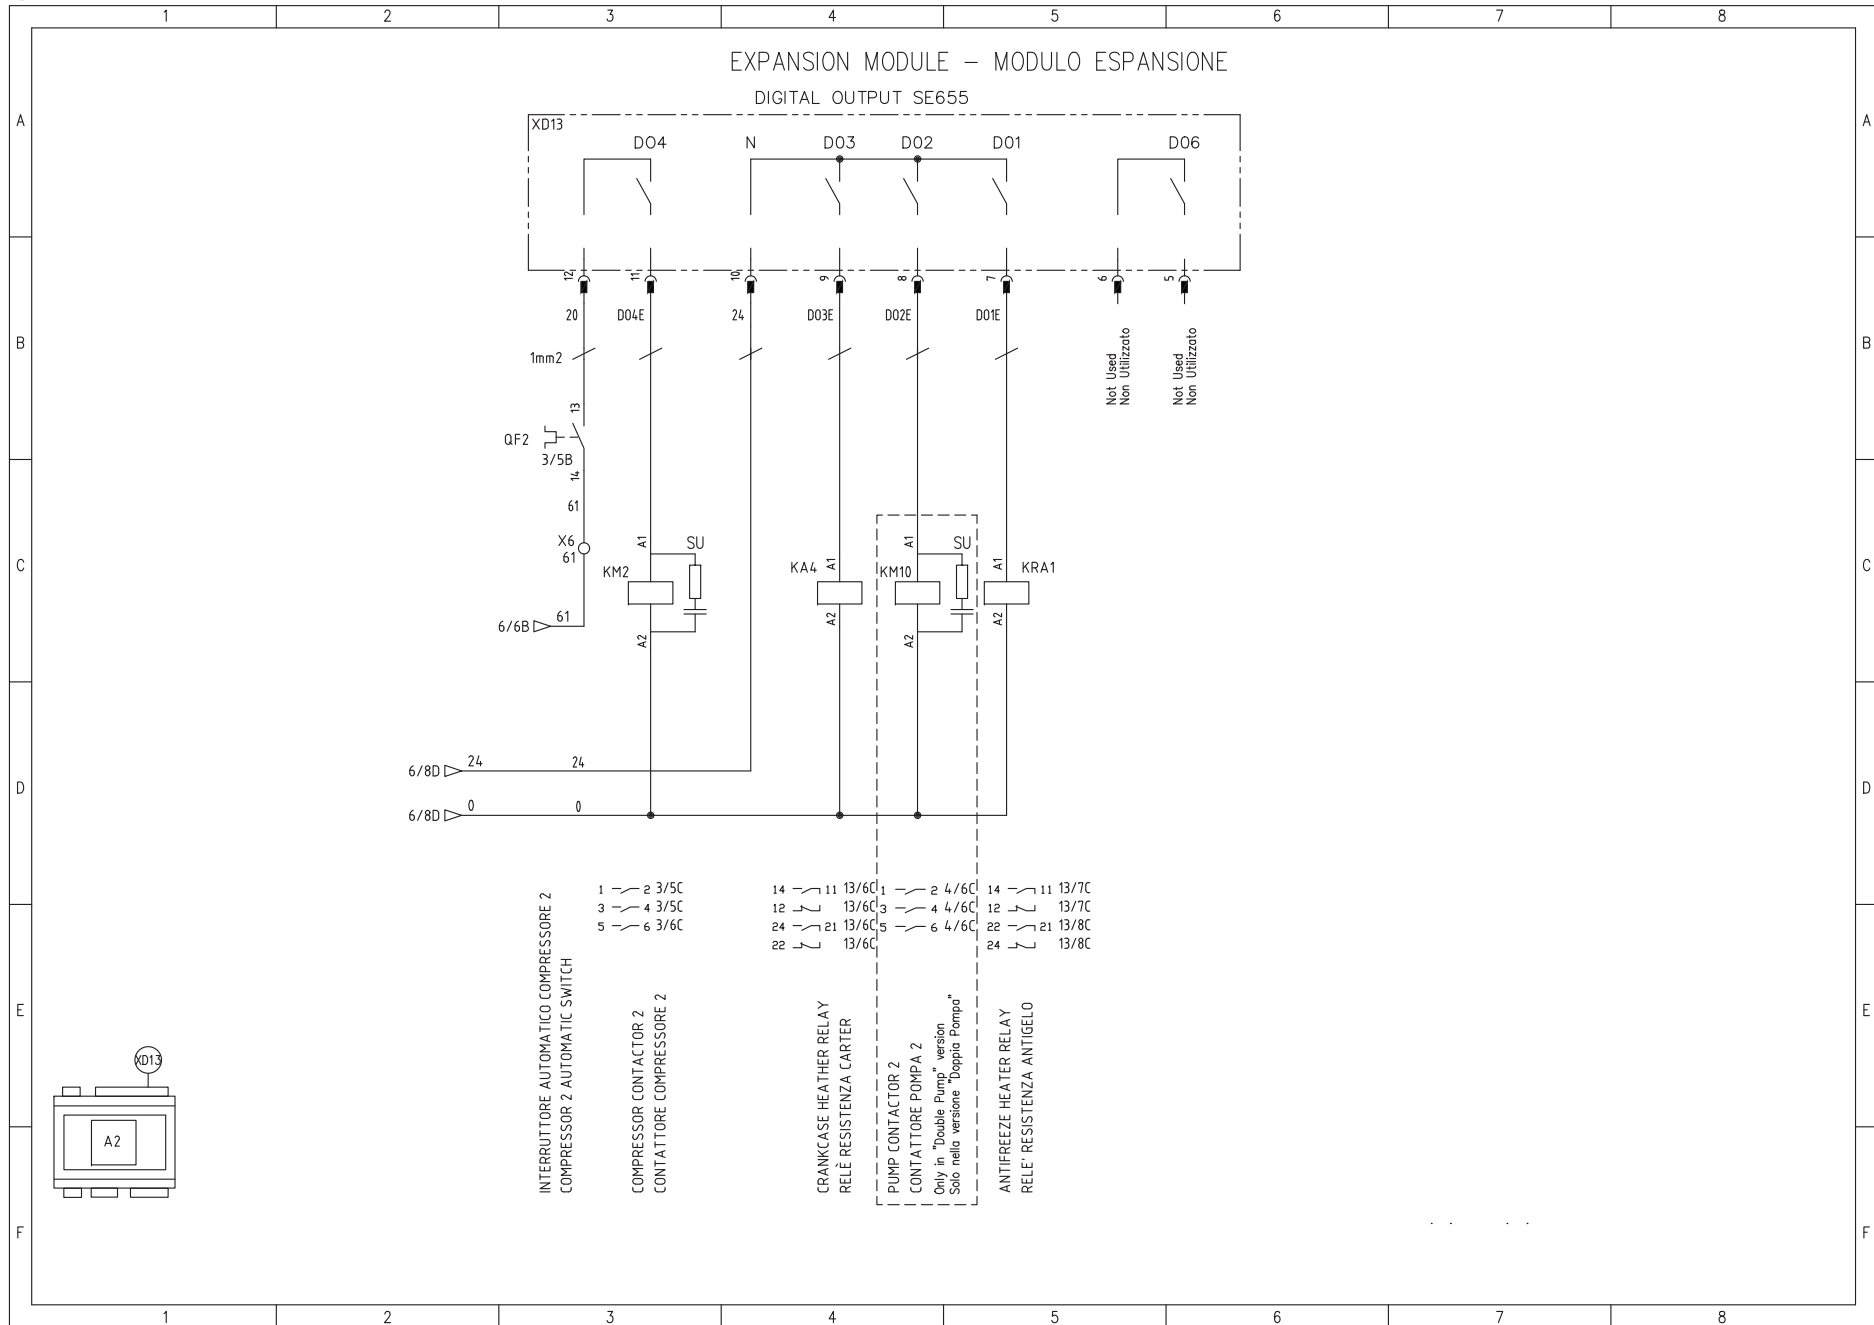 1 2 3 4 5 6 7 8
EXPANSION MODULE – MODULO ESPANSIONE
DIGITAL OUTPUT SE655
A A
XD13
DO4 N DO3 DO2 DO1 DO6
12 11 10 9 8 7 6 5
20 DO4E 24 DO3E DO2E DO1E
B B
1mm2
Not Used
Non Utilizzato
Not Used
Non Utilizzato
13
QF2
3/5B
14
61
X6
61
A1 SU A1 A1 SU A1
C C
KM2 KA4 KM10 KRA1
A2 A2 A2 A2
6/6B 61
6/8D 24 24
D D
6/8D 0 0
1 2 3/5C
3 4 3/5C
5 6 3/6C
14 11 13/6C
12 13/6C
24 21 13/6C
22 13/6C
1 2 4/6C
3 4 4/6C
5 6 4/6C
14 11 13/7C
12 13/7C
22 21 13/8C
24 13/8C
INTERRUTTORE AUTOMATICO COMPRESSORE 2
COMPRESSOR 2 AUTOMATIC SWITCH
COMPRESSOR CONTACTOR 2
CONTATTORE COMPRESSORE 2
CRANKCASE HEATHER RELAY
RELÈ RESISTENZA CARTER
PUMP CONTACTOR 2
CONTATTORE POMPA 2
Only in "Double Pump" version
Solo nella versione "Doppia Pompa"
ANTIFREEZE HEATER RELAY
RELE' RESISTENZA ANTIGELO
E E
XD13
A2
F F
1 2 3 4 5 6 7 8